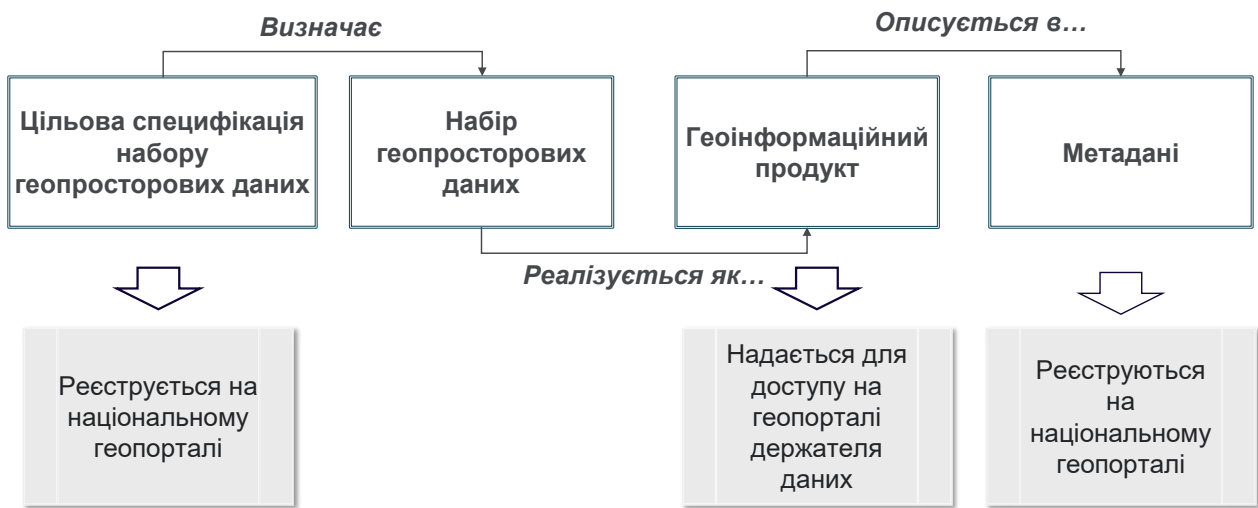 Визначає
Описується в…
Цільова специфікація
набору
геопросторових даних
Набір
геопросторових
даних
Геоінформаційний
продукт
Метадані
Реалізується як…
Реєструється на
національному
геопорталі
Надається для
доступу на
геопорталі
держателя
даних
Реєструються
на
національному
геопорталі